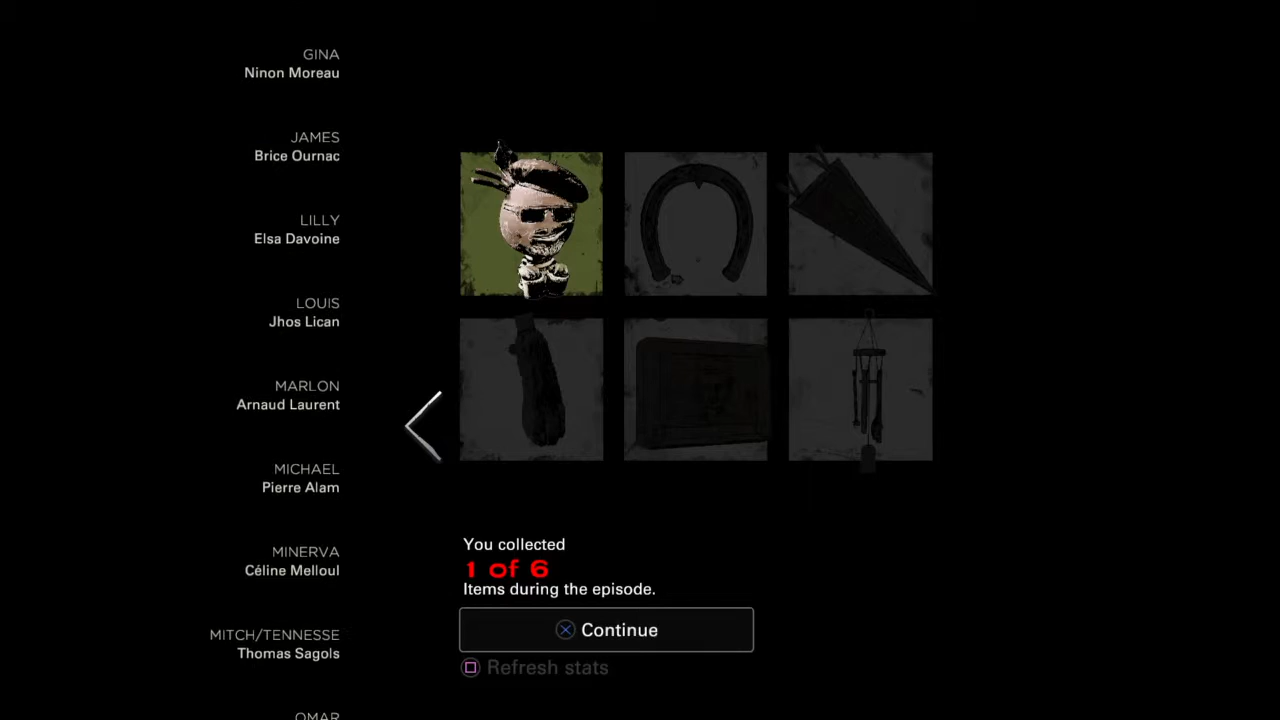 GINA
Ninon Moreau
JAMES
Brice Ournac
LILLY
Elsa Davoine
LOUIS
Jhos Lican
MARLON
Arnaud Laurent
MICHAEL
Pierre Alam
MINERVA
Céline Melloul
MITCH/TENNESSE
Thomas Sagols
OMAR
You collected
1 of 6
Items during the episode.
Continue
Refresh stats